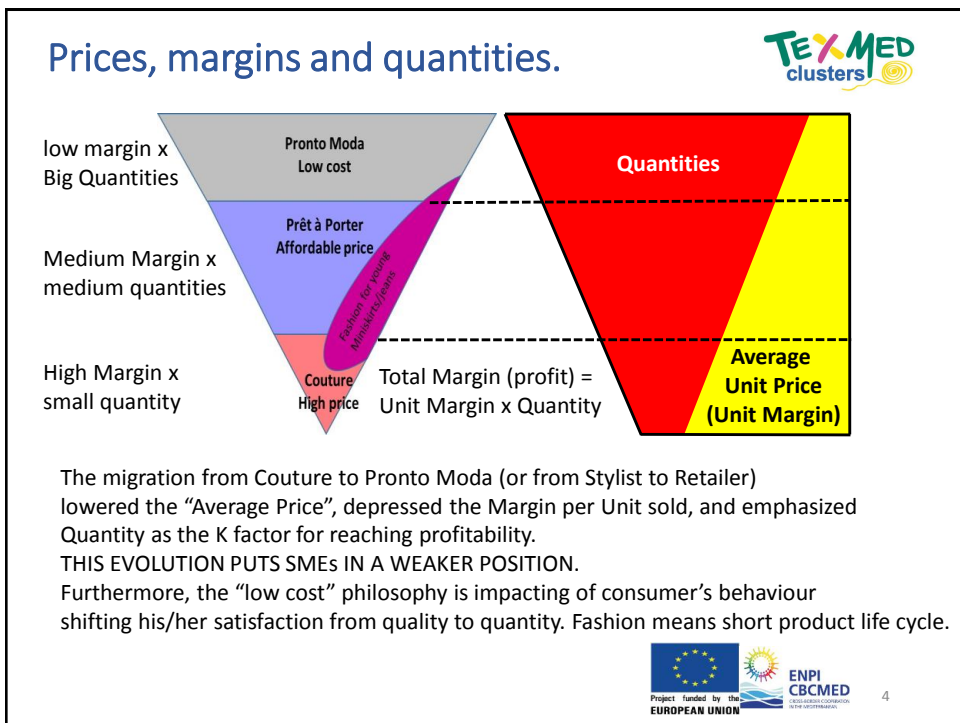 Prices, margins and quantities.
TEXMED
clusters
low margin x
Big Quantities
Pronto Moda
Low cost
Quantities
Medium Margin x
medium quantities
Prêt à Porter
Affordable price
Fashion for young
Miniskirts/jeans
High Margin x
small quantity
Couture
High price
Total Margin (profit) =
Unit Margin x Quantity
Average
Unit Price
(Unit Margin)
The migration from Couture to Pronto Moda (or from Stylist to Retailer)
lowered the “Average Price”, depressed the Margin per Unit sold, and emphasized
Quantity as the K factor for reaching profitability.
THIS EVOLUTION PUTS SMEs IN A WEAKER POSITION.
Furthermore, the “low cost” philosophy is impacting of consumer’s behaviour
shifting his/her satisfaction from quality to quantity. Fashion means short product life cycle.
Project funded by the
EUROPEAN UNION
ENPI
CBCMED
CROSS-BORDER COOPERATION
IN THE MEDITERRANEAN
4